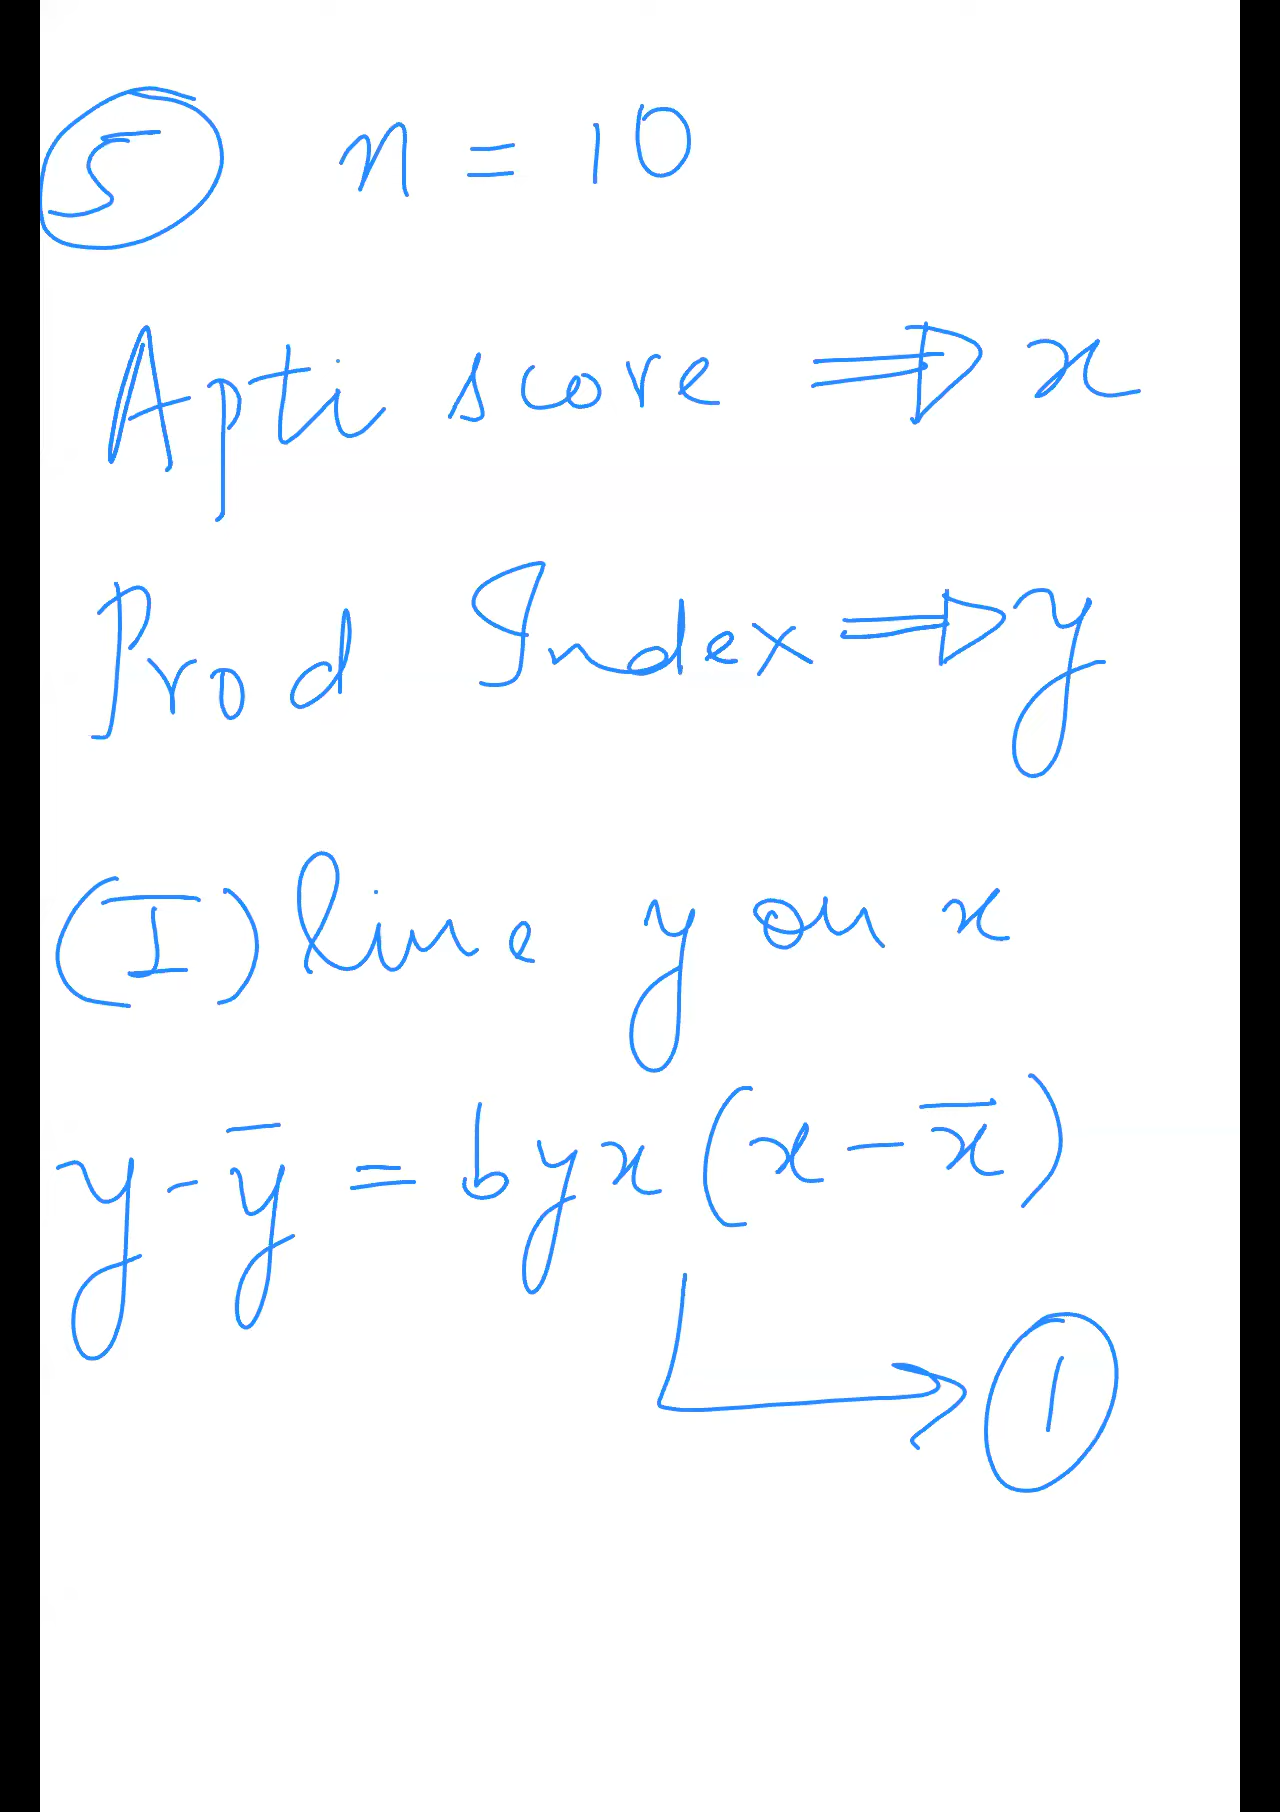 5 n = 10
Apti score ⇒ x
Prod Index ⇒ y
(I) line y on x
y - ȳ = byx (x - x̄)
→ 1